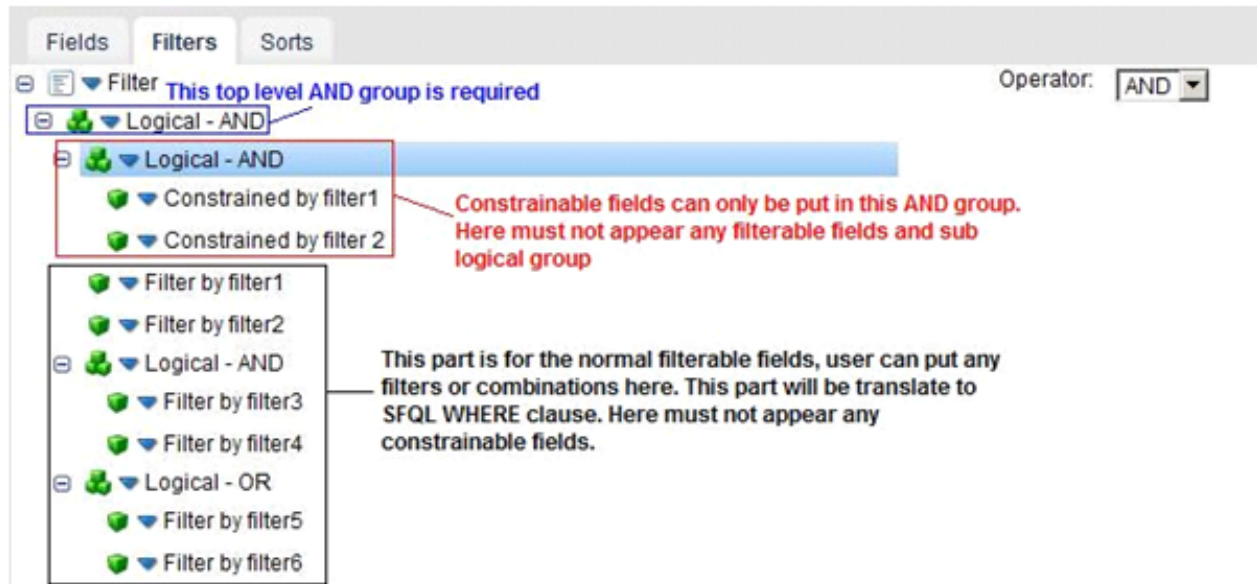 Fields Filters Sorts
Filter This top level AND group is required Operator: AND
Logical - AND
Logical - AND
Constrained by filter1
Constrained by filter 2
Constrainable fields can only be put in this AND group.
Here must not appear any filterable fields and sub
logical group
Filter by filter1
Filter by filter2
Logical - AND
Filter by filter3
Filter by filter4
Logical - OR
Filter by filter5
Filter by filter6
This part is for the normal filterable fields, user can put any
filters or combinations here. This part will be translate to
SFQL WHERE clause. Here must not appear any
constrainable fields.